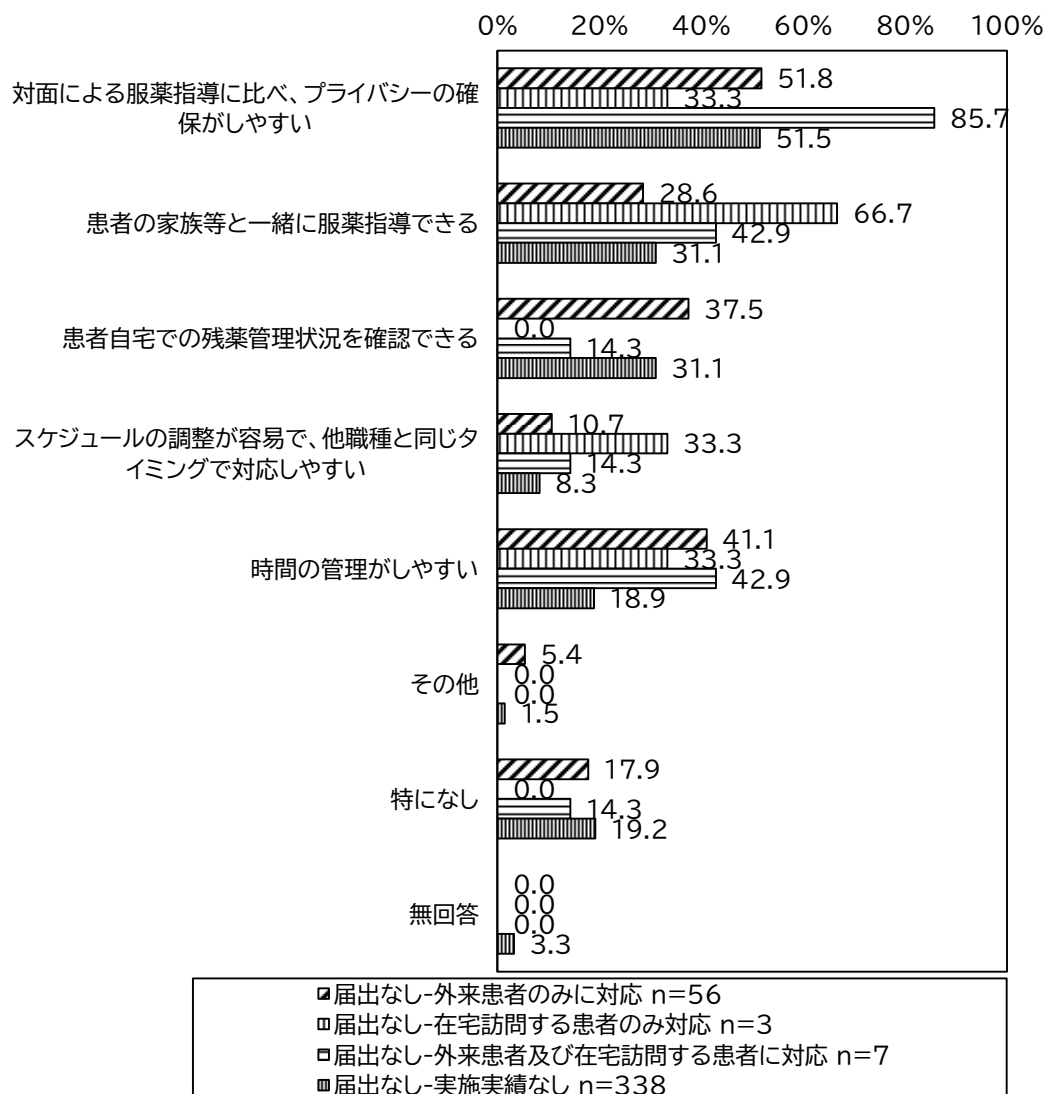 0% 20% 40% 60% 80% 100%
対面による服薬指導に比べ、プライバシーの確
保がしやすい
51.8
33.3
85.7
51.5
患者の家族等と一緒に服薬指導できる
28.6
66.7
42.9
31.1
患者自宅での残薬管理状況を確認できる
37.5
0.0
14.3
31.1
スケジュールの調整が容易で、他職種と同じタ
イミングで対応しやすい
10.7
33.3
14.3
8.3
時間の管理がしやすい
41.1
33.3
42.9
18.9
その他
5.4
0.0
0.0
1.5
特になし
17.9
0.0
14.3
19.2
無回答
0.0
0.0
0.0
3.3
届出なし-外来患者のみに対応 n=56
届出なし-在宅訪問する患者のみ対応 n=3
届出なし-外来患者及び在宅訪問する患者に対応 n=7
届出なし-実施実績なし n=338